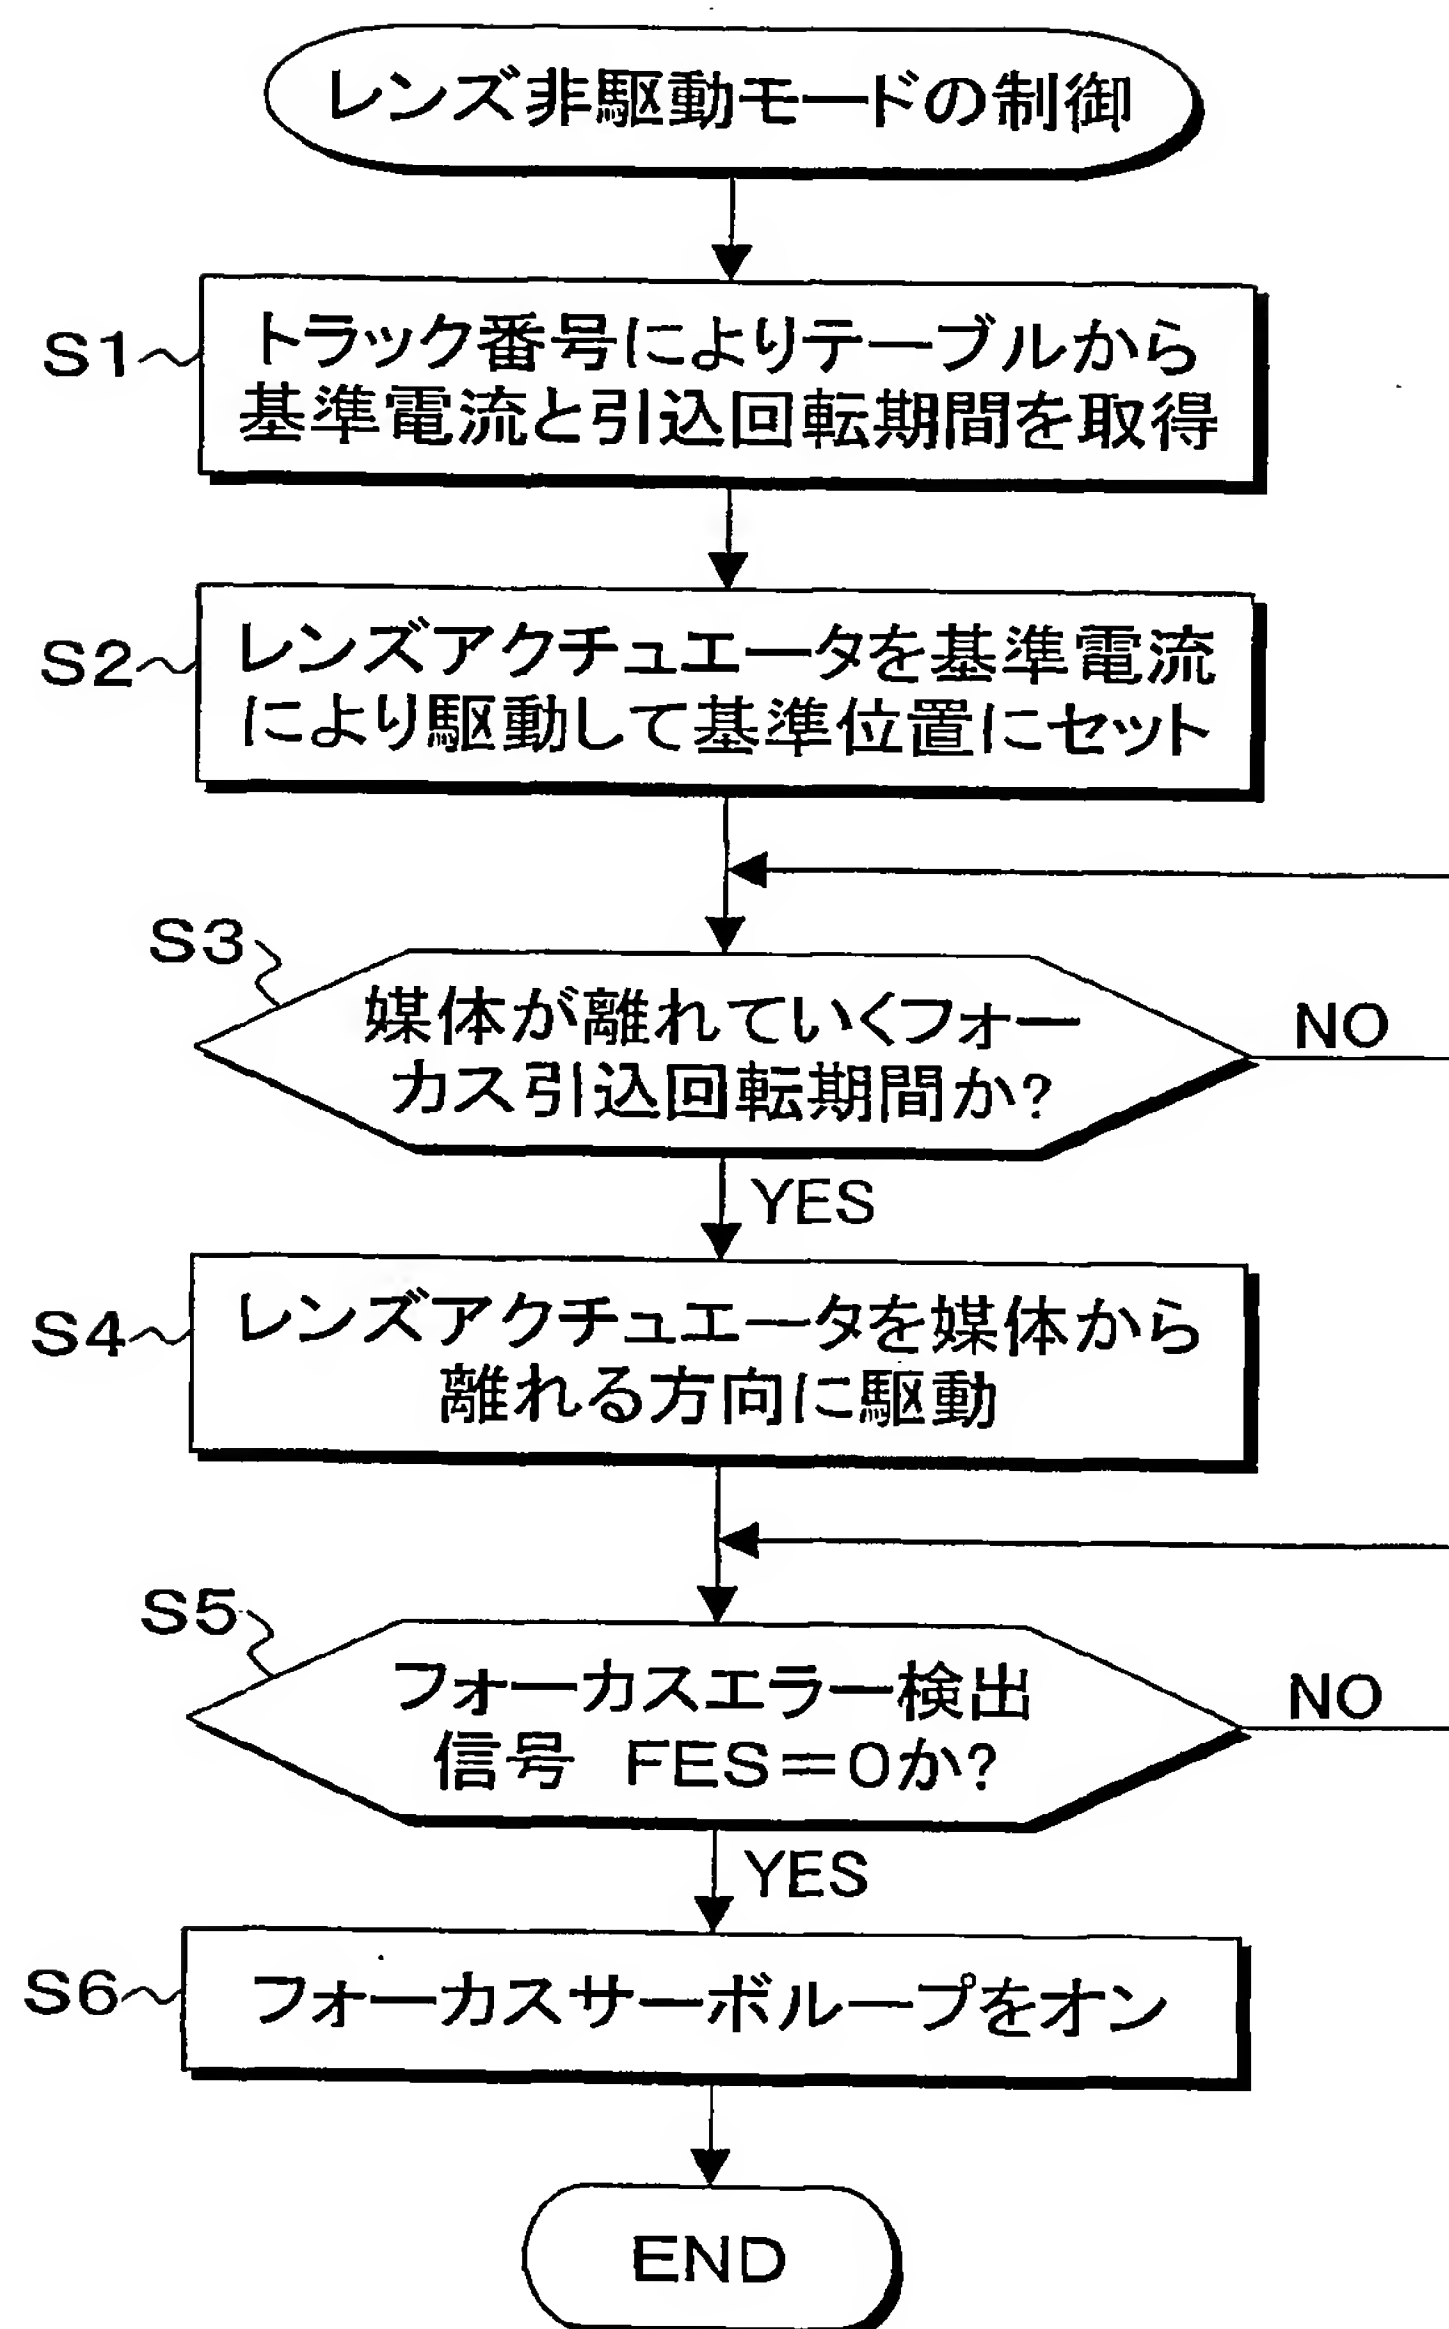 レンズ非駆動モードの制御
S1
トラック番号によりテーブルから
基準電流と引込回転期間を取得
S2
レンズアクチュエータを基準電流
により駆動して基準位置にセット
S3
媒体が離れていくフォー
カス引込回転期間か?
NO
YES
S4
レンズアクチュエータを媒体から
離れる方向に駆動
S5
フォーカスエラー検出
信号 FES=0か?
NO
YES
S6
フォーカスサーボループをオン
END